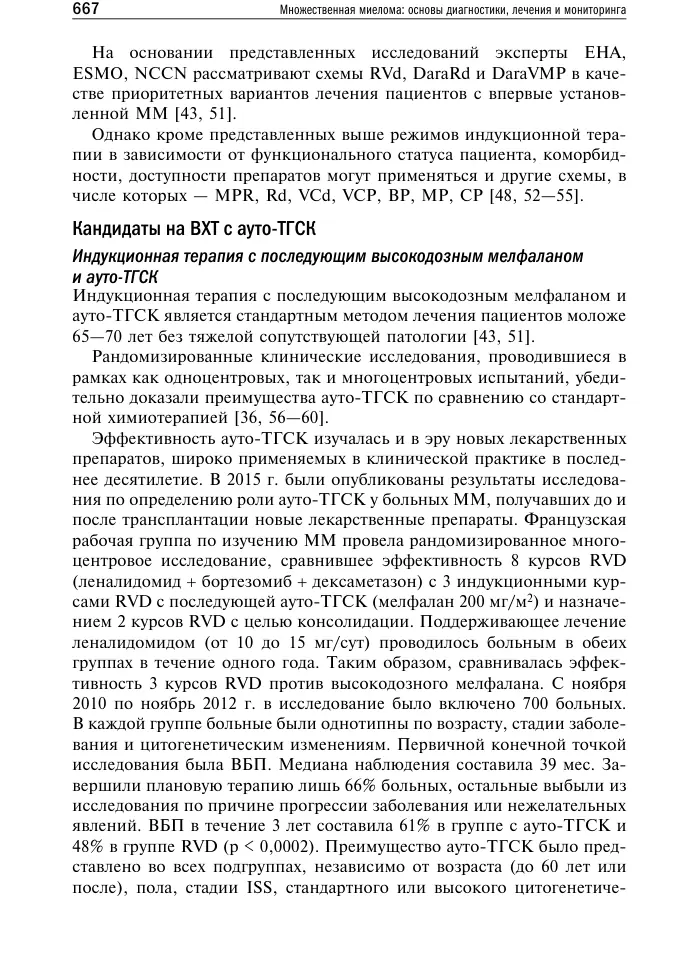 667
Множественная миелома: основы диагностики, лечения и мониторинга
На основании представленных исследований эксперты EHA,
ESMO, NCCN рассматривают схемы RVd, DaraRd и DaraVMP в каче-
стве приоритетных вариантов лечения пациентов с впервые установ-
ленной ММ [43, 51].
Однако кроме представленных выше режимов индукционной тера-
пии в зависимости от функционального статуса пациента, коморбид-
ности, доступности препаратов могут применяться и другие схемы, в
числе которых — MPR, Rd, VCd, VCP, BP, MP, CP [48, 52—55].
Кандидаты на ВХТ с ауто-ТГСК
Индукционная терапия с последующим высокодозным мелфаланом
и ауто-ТГСК
Индукционная терапия с последующим высокодозным мелфаланом и
ауто-ТГСК является стандартным методом лечения пациентов моложе
65—70 лет без тяжелой сопутствующей патологии [43, 51].
Рандомизированные клинические исследования, проводившиеся в
рамках как одноцентровых, так и многоцентровых испытаний, убеди-
тельно доказали преимущества ауто-ТГСК по сравнению со стандарт-
ной химиотерапией [36, 56—60].
Эффективность ауто-ТГСК изучалась и в эру новых лекарственных
препаратов, широко применяемых в клинической практике в послед-
нее десятилетие. В 2015 г. были опубликованы результаты исследова-
ния по определению роли ауто-ТГСК у больных ММ, получавших до и
после трансплантации новые лекарственные препараты. Французская
рабочая группа по изучению ММ провела рандомизированное много-
центровое исследование, сравнившее эффективность 8 курсов RVD
(леналидомид + бортезомиб + дексаметазон) с 3 индукционными кур-
сами RVD с последующей ауто-ТГСК (мелфалан 200 мг/м²) и назначе-
нием 2 курсов RVD с целью консолидации. Поддерживающее лечение
леналидомидом (от 10 до 15 мг/сут) проводилось больным в обеих
группах в течение одного года. Таким образом, сравнивалась эффек-
тивность 3 курсов RVD против высокодозного мелфалана. С ноября
2010 по ноябрь 2012 г. в исследование было включено 700 больных.
В каждой группе больные были однотипны по возрасту, стадии заболе-
вания и цитогенетическим изменениям. Первичной конечной точкой
исследования была ВБП. Медиана наблюдения составила 39 мес. За-
вершили плановую терапию лишь 66% больных, остальные выбыли из
исследования по причине прогрессии заболевания или нежелательных
явлений. ВБП в течение 3 лет составила 61% в группе с ауто-ТГСК и
48% в группе RVD (p < 0,0002). Преимущество ауто-ТГСК было пред-
ставлено во всех подгруппах, независимо от возраста (до 60 лет или
после), пола, стадии ISS, стандартного или высокого цитогенетиче-